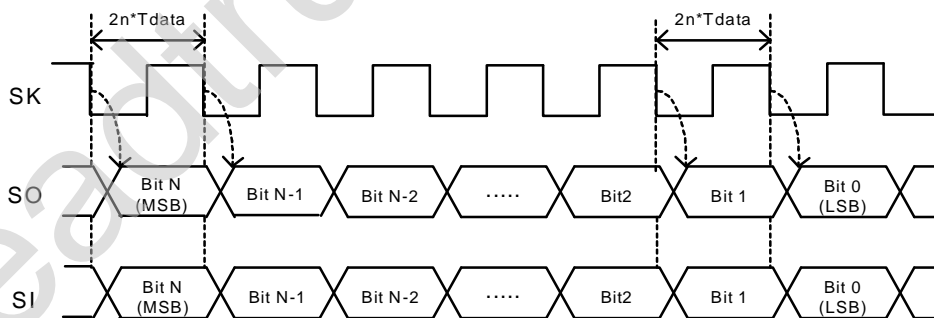 2n*Tdata 2n*Tdata
SK
SO Bit N (MSB) Bit N-1 Bit N-2 ..... Bit2 Bit 1 Bit 0 (LSB)
SI Bit N (MSB) Bit N-1 Bit N-2 ..... Bit2 Bit 1 Bit 0 (LSB)
eadtr